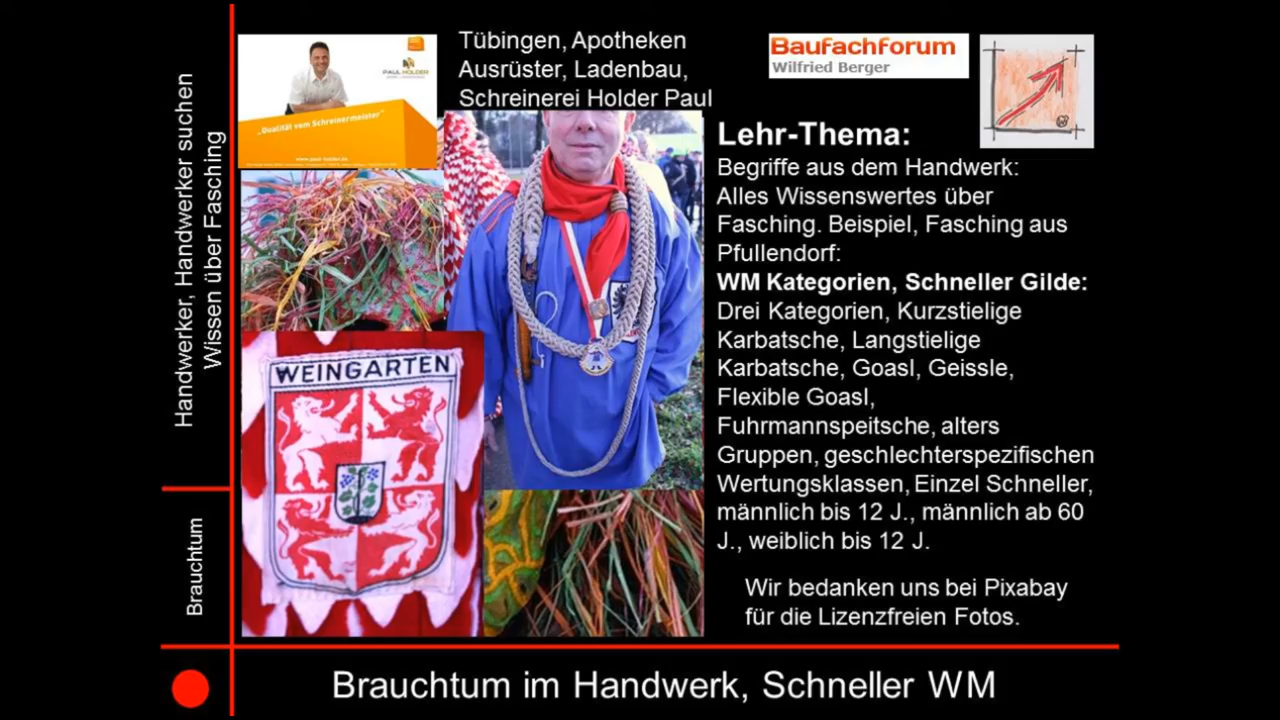 Handwerker, Handwerker suchen
Wissen über Fasching
Brauchtum
PAUL HOLDER
„Qualität vom Schreinermeister"
www.paul-holder.de
Tübingen, Apotheken
Ausrüster, Ladenbau,
Schreinerei Holder Paul
Baufachforum
Wilfried Berger
WEINGARTEN
Lehr-Thema:
Begriffe aus dem Handwerk:
Alles Wissenswertes über
Fasching. Beispiel, Fasching aus
Pfullendorf:
WM Kategorien, Schneller Gilde:
Drei Kategorien, Kurzstielige
Karbatsche, Langstielige
Karbatsche, Goasl, Geissle,
Flexible Goasl,
Fuhrmannspeitsche, alters
Gruppen, geschlechterspezifischen
Wertungsklassen, Einzel Schneller,
männlich bis 12 J., männlich ab 60
J., weiblich bis 12 J.
Wir bedanken uns bei Pixabay
für die Lizenzfreien Fotos.
Brauchtum im Handwerk, Schneller WM